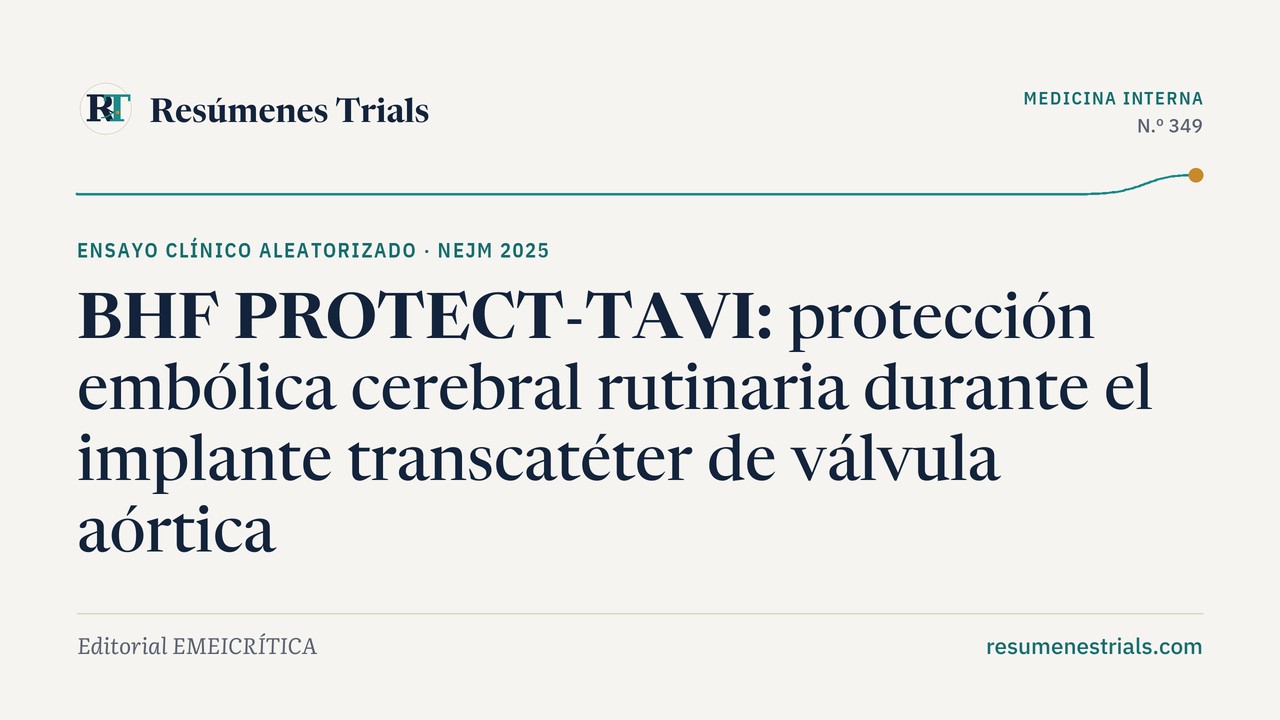 RT Resúmenes Trials
MEDICINA INTERNA
N.º 349
ENSAYO CLÍNICO ALEATORIZADO · NEJM 2025
BHF PROTECT-TAVI: protección
embólica cerebral rutinaria durante el
implante transcatéter de válvula
aórtica
Editorial EMEICRÍTICA
resumenestrials.com